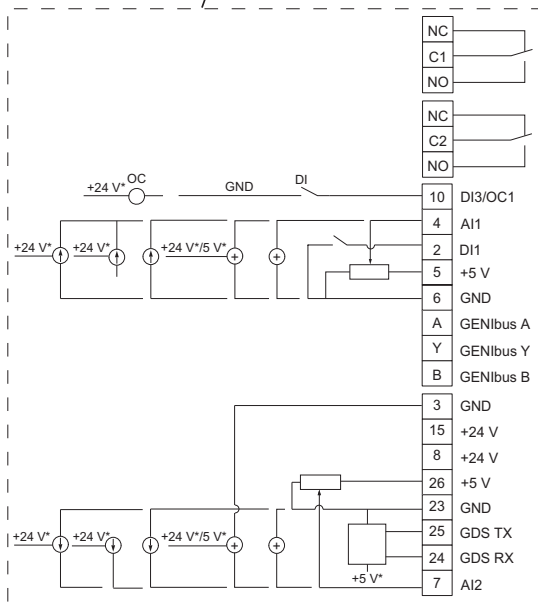 NC
C1
NO
NC
C2
NO
+24 V* OC GND DI 10 DI3/OC1
4 AI1
+24 V* +24 V* +24 V*/5 V* + + 2 DI1
5 +5 V
6 GND
A GENIbus A
Y GENIbus Y
B GENIbus B
3 GND
15 +24 V
8 +24 V
26 +5 V
23 GND
+24 V* +24 V* +24 V*/5 V* + + 25 GDS TX
24 GDS RX
+5 V* 7 AI2